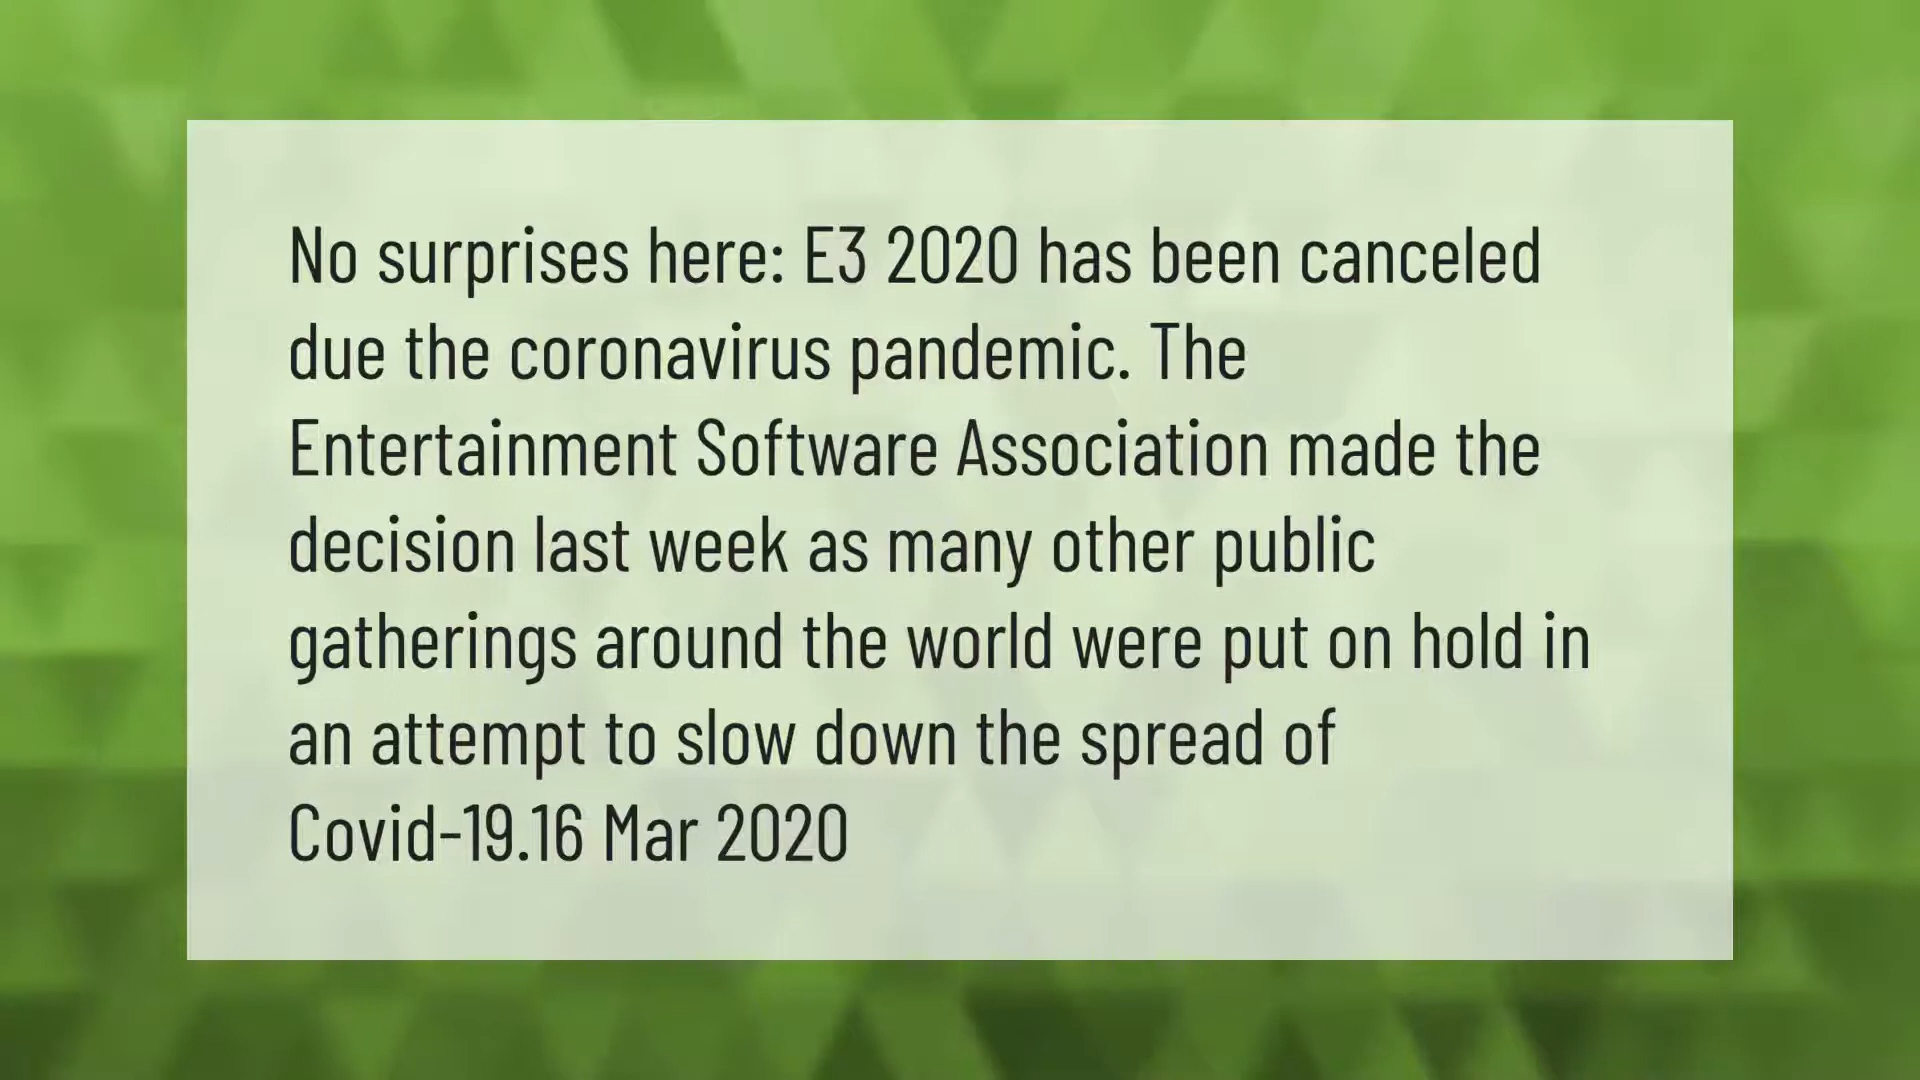 No surprises here: E3 2020 has been canceled
due the coronavirus pandemic. The
Entertainment Software Association made the
decision last week as many other public
gatherings around the world were put on hold in
an attempt to slow down the spread of
Covid-19.16 Mar 2020